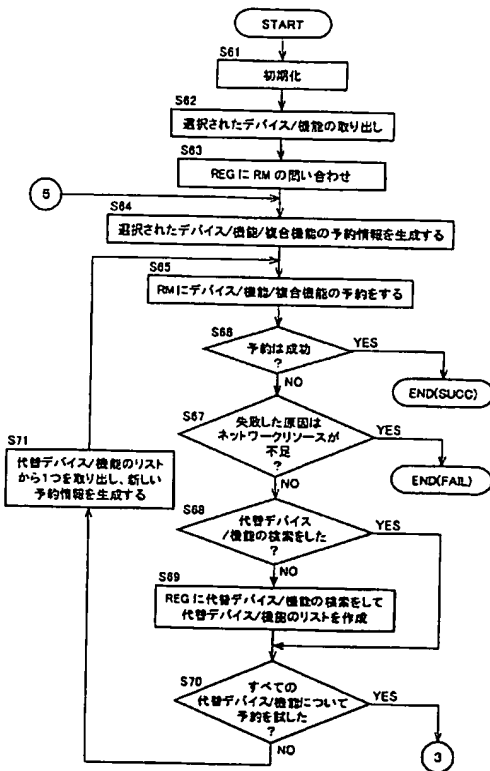 START
S61
初期化
S62
選択されたデバイス/機能の取り出し
S63
REGにRMの問い合わせ
5
S64
選択されたデバイス/機能/複合機能の予約情報を生成する
S65
RMにデバイス/機能/複合機能の予約をする
S66
予約は成功
?
YES
NO
END(SUCC)
S67
失敗した原因は
ネットワークリソースが
不足
?
YES
NO
END(FAIL)
S71
代替デバイス/機能のリスト
から1つを取り出し、新しい
予約情報を生成する
S68
代替デバイス
/機能の検索をした
?
YES
NO
S69
REGに代替デバイス/機能の検索をして
代替デバイス/機能のリストを作成
S70
すべての
代替デバイス/機能について
予約を試した
?
YES
NO
3